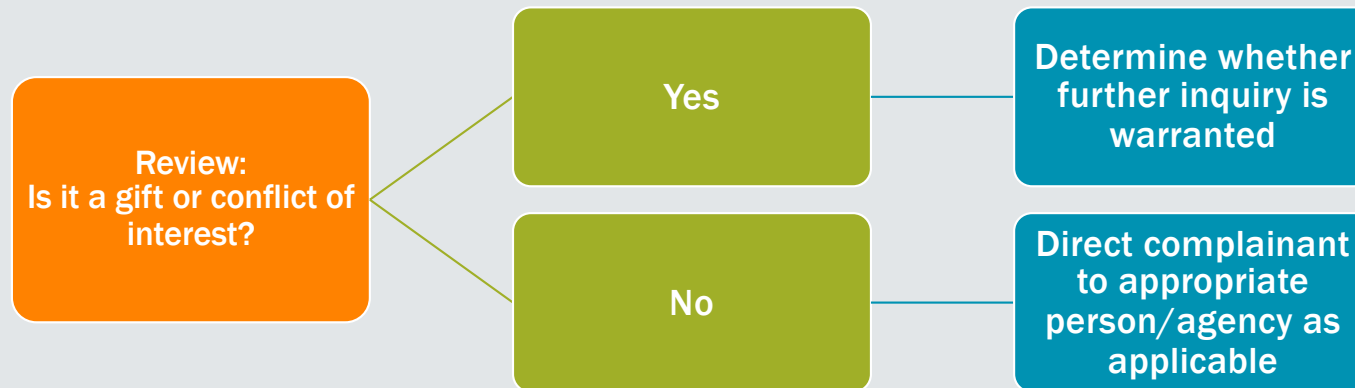 Review:
Is it a gift or conflict of
interest?
Yes
Determine whether
further inquiry is
warranted
No
Direct complainant
to appropriate
person/agency as
applicable